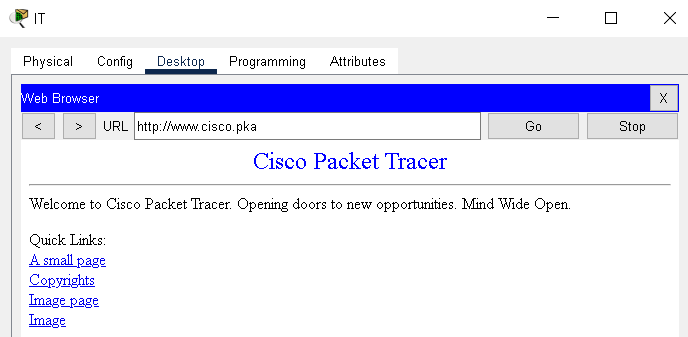 IT
Physical Config Desktop Programming Attributes
Web Browser X
< > URL http://www.cisco.pka Go Stop
Cisco Packet Tracer
Welcome to Cisco Packet Tracer. Opening doors to new opportunities. Mind Wide Open.
Quick Links:
A small page
Copyrights
Image page
Image